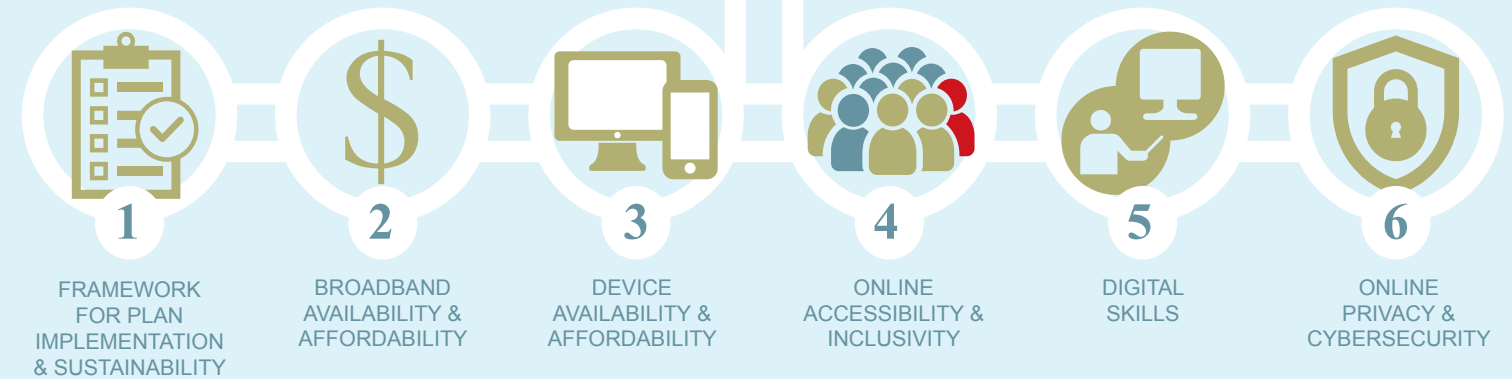 1
FRAMEWORK
FOR PLAN
IMPLEMENTATION
& SUSTAINABILITY
2
BROADBAND
AVAILABILITY &
AFFORDABILITY
3
DEVICE
AVAILABILITY &
AFFORDABILITY
4
ONLINE
ACCESSIBILITY &
INCLUSIVITY
5
DIGITAL
SKILLS
6
ONLINE
PRIVACY &
CYBERSECURITY